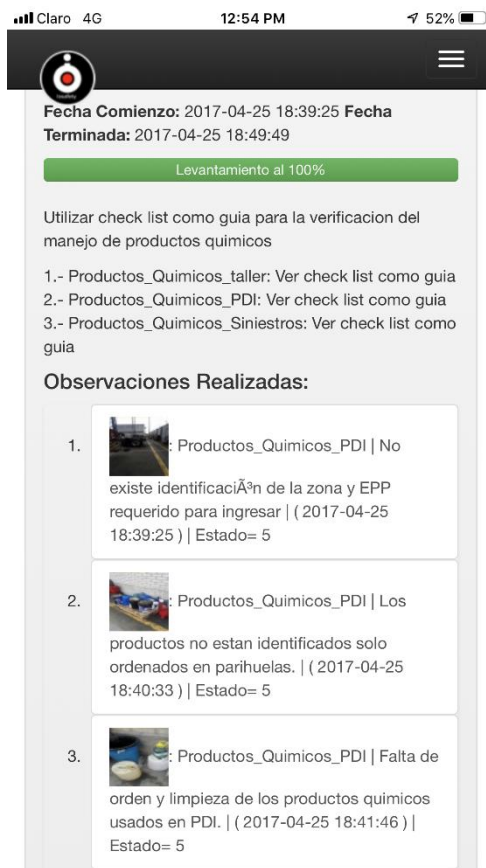 Claro 4G 12:54 PM 52%
Fecha Comienzo: 2017-04-25 18:39:25 Fecha
Terminada: 2017-04-25 18:49:49
Levantamiento al 100%
Utilizar check list como guia para la verificacion del
manejo de productos quimicos
1.- Productos_Quimicos_taller: Ver check list como guia
2.- Productos_Quimicos_PDI: Ver check list como guia
3.- Productos_Quimicos_Siniestros: Ver check list como
guia
Observaciones Realizadas:
1. : Productos_Quimicos_PDI | No
existe identificaciÃ³n de la zona y EPP
requerido para ingresar | ( 2017-04-25
18:39:25 ) | Estado= 5
2. : Productos_Quimicos_PDI | Los
productos no estan identificados solo
ordenados en parihuelas. | ( 2017-04-25
18:40:33 ) | Estado= 5
3. : Productos_Quimicos_PDI | Falta de
orden y limpieza de los productos quimicos
usados en PDI. | ( 2017-04-25 18:41:46 ) |
Estado= 5